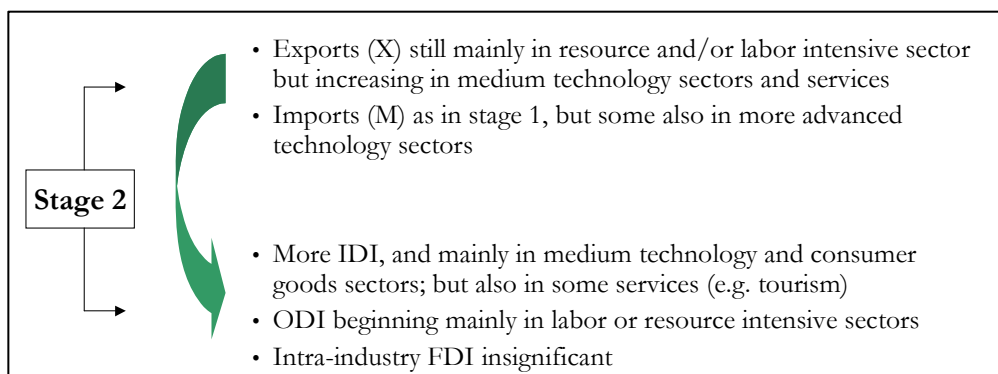 • Exports (X) still mainly in resource and/or labor intensive sector
but increasing in medium technology sectors and services
• Imports (M) as in stage 1, but some also in more advanced
technology sectors
Stage 2
• More IDI, and mainly in medium technology and consumer
goods sectors; but also in some services (e.g. tourism)
• ODI beginning mainly in labor or resource intensive sectors
• Intra-industry FDI insignificant